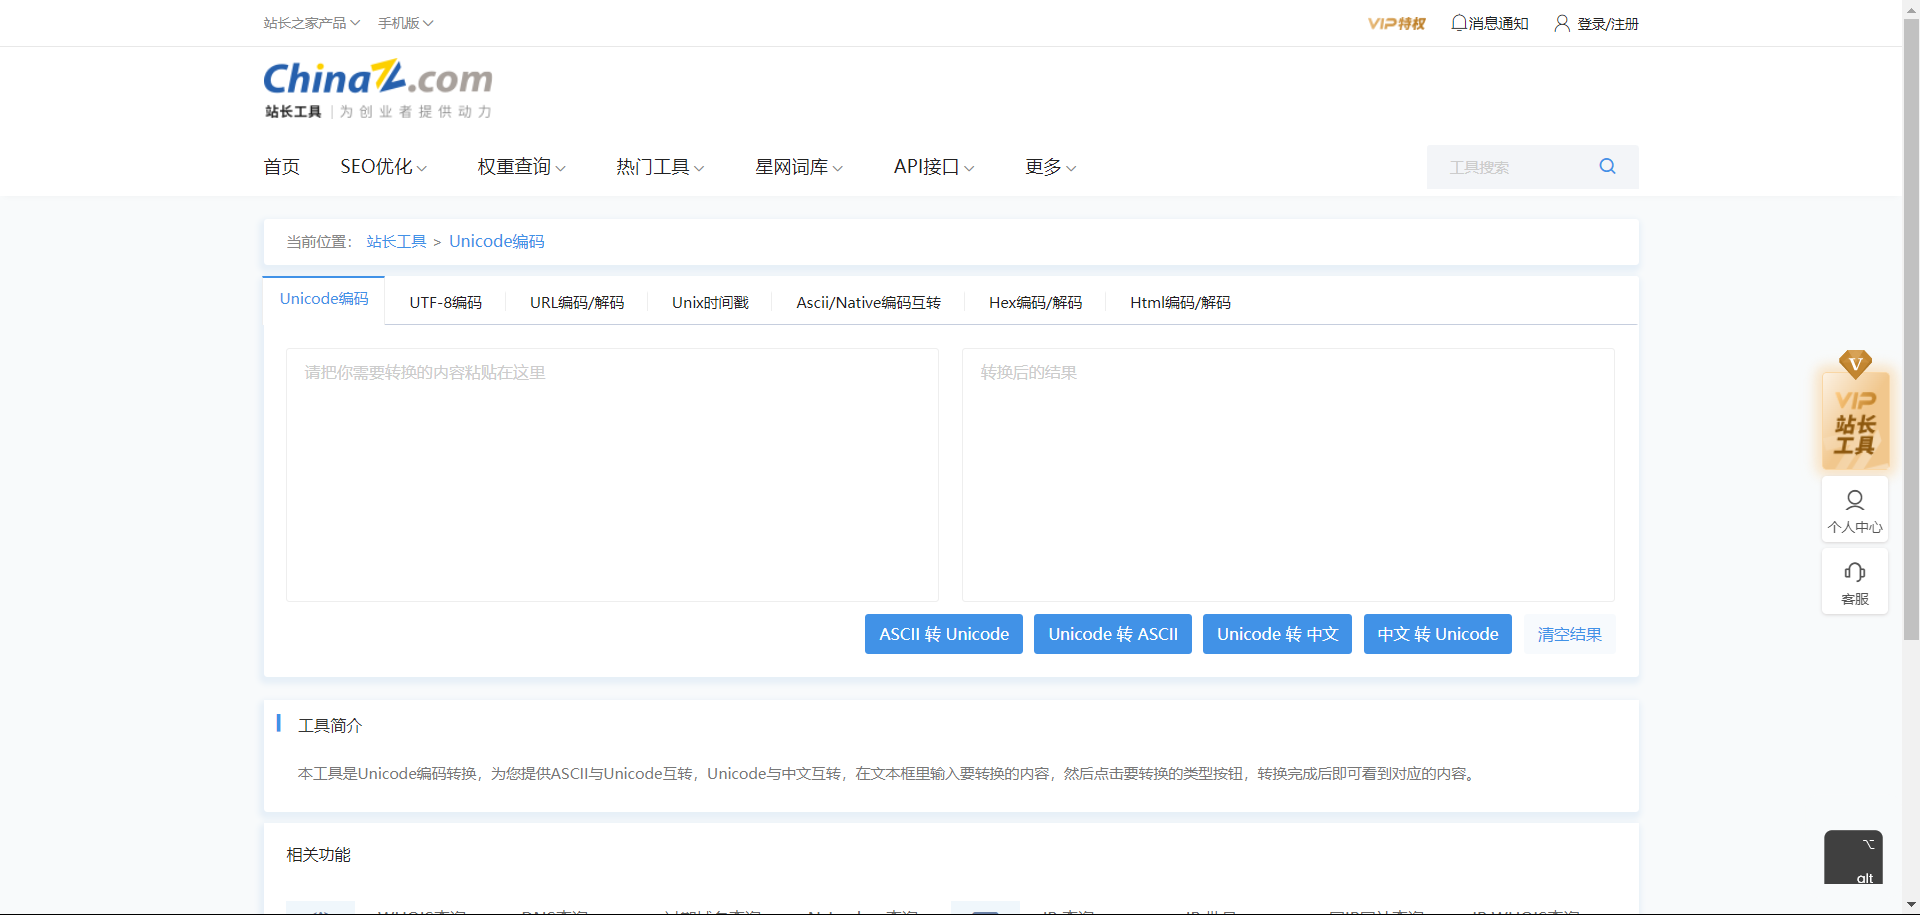 站长之家产品 手机版 VIP特权 消息通知 登录/注册
ChinaZ.com
站长工具 | 为创业者提供动力
首页 SEO优化 权重查询 热门工具 星网词库 API接口 更多 工具搜索
当前位置： 站长工具 > Unicode编码
Unicode编码 UTF-8编码 URL编码/解码 Unix时间戳 Ascii/Native编码互转 Hex编码/解码 Html编码/解码
请把你需要转换的内容粘贴在这里 转换后的结果
V
VIP
站长
工具
个人中心
客服
ASCII 转 Unicode Unicode 转 ASCII Unicode 转 中文 中文 转 Unicode 清空结果
工具简介
本工具是Unicode编码转换，为您提供ASCII与Unicode互转，Unicode与中文互转，在文本框里输入要转换的内容，然后点击要转换的类型按钮，转换完成后即可看到对应的内容。
⌥
alt
相关功能